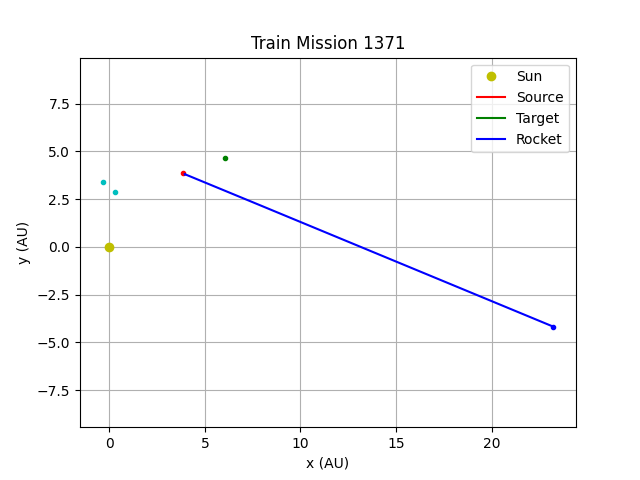 Train Mission 1371
Sun
Source
Target
Rocket
7.5
5.0
2.5
0.0
−2.5
−5.0
−7.5
y (AU)
0 5 10 15 20
x (AU)